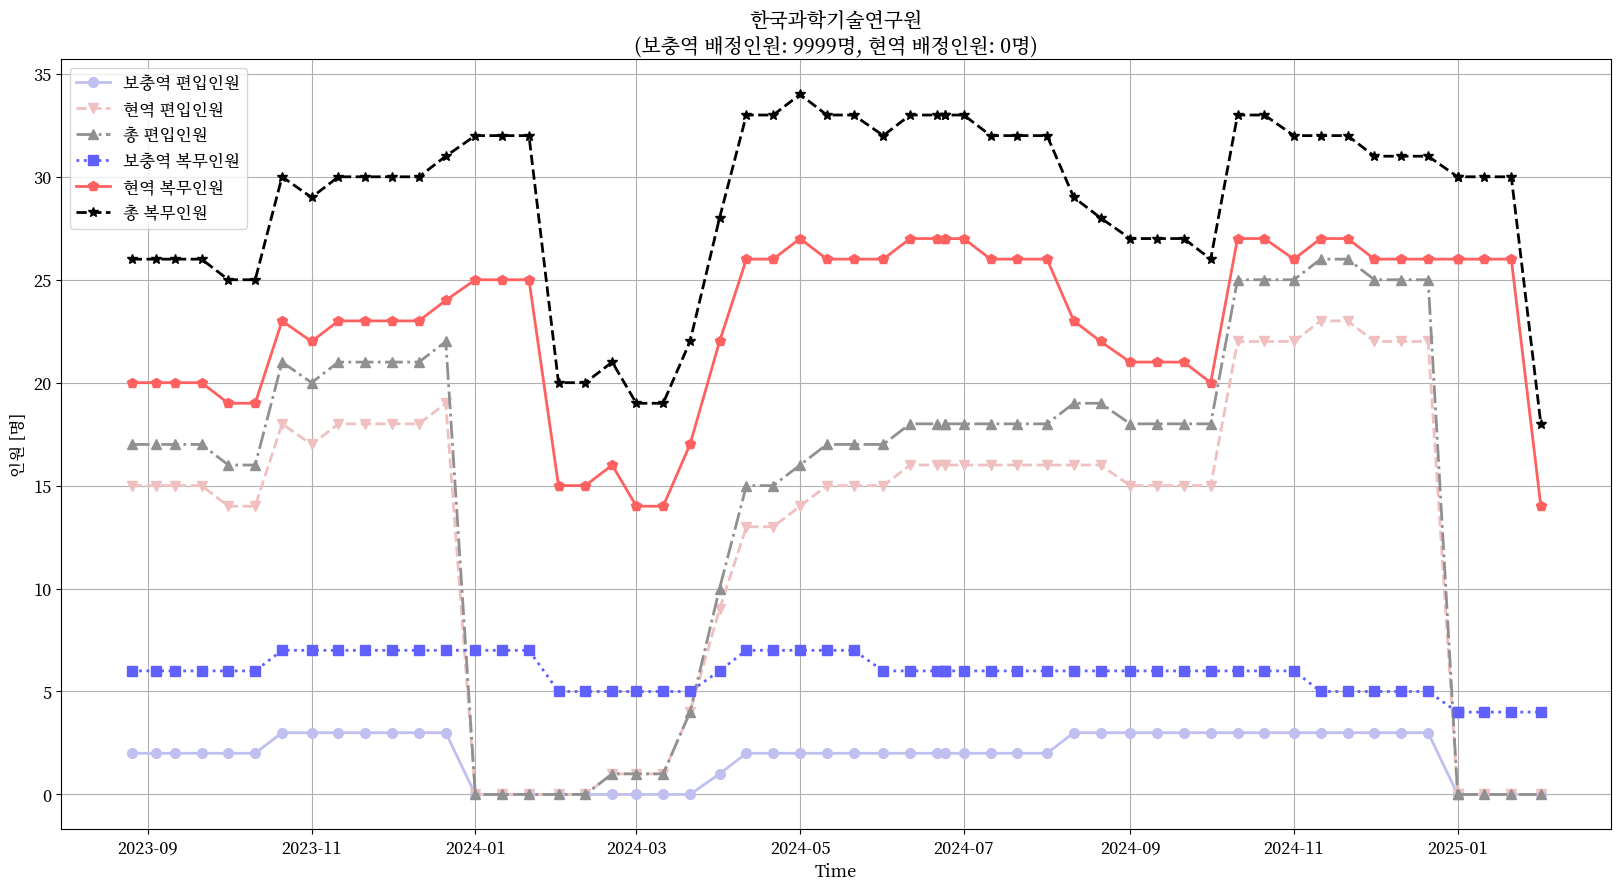 한국과학기술연구원
(보충역 배정인원: 9999명, 현역 배정인원: 0명)
보충역 편입인원
현역 편입인원
총 편입인원
보충역 복무인원
현역 복무인원
총 복무인원
인원 [명]
35
30
25
20
15
10
5
0
2023-09
2023-11
2024-01
2024-03
2024-05
2024-07
2024-09
2024-11
2025-01
Time